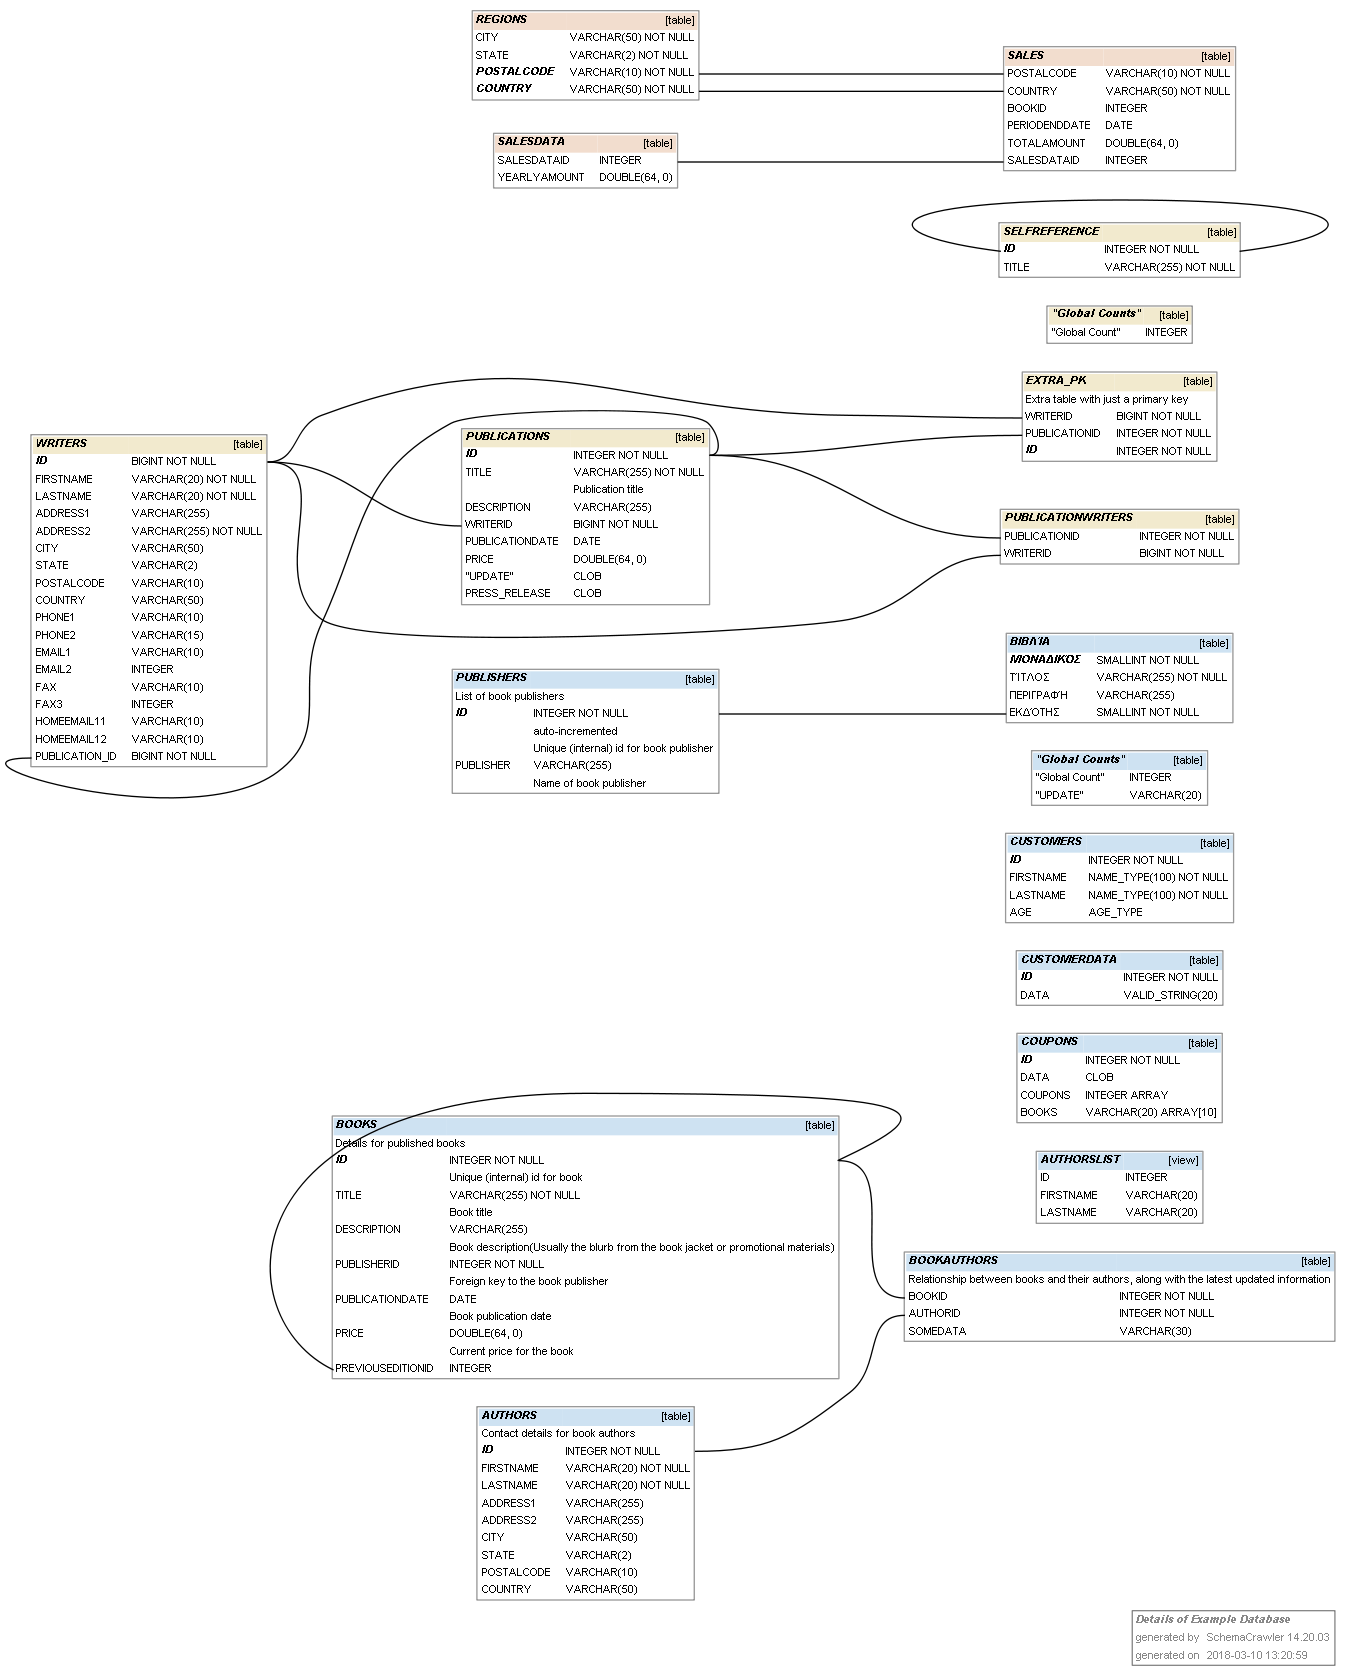 REGIONS [table]
CITY VARCHAR(50) NOT NULL
STATE VARCHAR(2) NOT NULL
POSTALCODE VARCHAR(10) NOT NULL
COUNTRY VARCHAR(50) NOT NULL
SALES [table]
POSTALCODE VARCHAR(10) NOT NULL
COUNTRY VARCHAR(50) NOT NULL
BOOKID INTEGER
PERIODENDDATE DATE
TOTALAMOUNT DOUBLE(64, 0)
SALESDATAID INTEGER
SALESDATA [table]
SALESDATAID INTEGER
YEARLYAMOUNT DOUBLE(64, 0)
SELFREFERENCE [table]
ID INTEGER NOT NULL
TITLE VARCHAR(255) NOT NULL
"Global Counts" [table]
"Global Count" INTEGER
EXTRA_PK [table]
Extra table with just a primary key
WRITERID BIGINT NOT NULL
PUBLICATIONID INTEGER NOT NULL
ID INTEGER NOT NULL
WRITERS [table]
ID BIGINT NOT NULL
FIRSTNAME VARCHAR(20) NOT NULL
LASTNAME VARCHAR(20) NOT NULL
ADDRESS1 VARCHAR(255)
ADDRESS2 VARCHAR(255) NOT NULL
CITY VARCHAR(50)
STATE VARCHAR(2)
POSTALCODE VARCHAR(10)
COUNTRY VARCHAR(50)
PHONE1 VARCHAR(10)
PHONE2 VARCHAR(15)
EMAIL1 VARCHAR(10)
EMAIL2 INTEGER
FAX VARCHAR(10)
FAX3 INTEGER
HOMEEMAIL11 VARCHAR(10)
HOMEEMAIL12 VARCHAR(10)
PUBLICATION_ID BIGINT NOT NULL
PUBLICATIONS [table]
ID INTEGER NOT NULL
TITLE VARCHAR(255) NOT NULL
Publication title
DESCRIPTION VARCHAR(255)
WRITERID BIGINT NOT NULL
PUBLICATIONDATE DATE
PRICE DOUBLE(64, 0)
"UPDATE" CLOB
PRESS_RELEASE CLOB
PUBLICATIONWRITERS [table]
PUBLICATIONID INTEGER NOT NULL
WRITERID BIGINT NOT NULL
ΒΙΒΛΊΑ [table]
ΜΟΝΑΔΙΚΌΣ SMALLINT NOT NULL
ΤΊΤΛΟΣ VARCHAR(255) NOT NULL
ΠΕΡΙΓΡΑΦΉ VARCHAR(255)
ΕΚΔΌΤΗΣ SMALLINT NOT NULL
PUBLISHERS [table]
List of book publishers
ID INTEGER NOT NULL
auto-incremented
Unique (internal) id for book publisher
PUBLISHER VARCHAR(255)
Name of book publisher
"Global Counts" [table]
"Global Count" INTEGER
"UPDATE" VARCHAR(20)
CUSTOMERS [table]
ID INTEGER NOT NULL
FIRSTNAME NAME_TYPE(100) NOT NULL
LASTNAME NAME_TYPE(100) NOT NULL
AGE AGE_TYPE
CUSTOMERDATA [table]
ID INTEGER NOT NULL
DATA VALID_STRING(20)
COUPONS [table]
ID INTEGER NOT NULL
DATA CLOB
COUPONS INTEGER ARRAY
BOOKS VARCHAR(20) ARRAY[10]
BOOKS [table]
Details for published books
ID INTEGER NOT NULL
Unique (internal) id for book
TITLE VARCHAR(255) NOT NULL
Book title
DESCRIPTION VARCHAR(255)
Book description(Usually the blurb from the book jacket or promotional materials)
PUBLISHERID INTEGER NOT NULL
Foreign key to the book publisher
PUBLICATIONDATE DATE
Book publication date
PRICE DOUBLE(64, 0)
Current price for the book
PREVIOUSEDITIONID INTEGER
AUTHORSLIST [view]
ID INTEGER
FIRSTNAME VARCHAR(20)
LASTNAME VARCHAR(20)
BOOKAUTHORS [table]
Relationship between books and their authors, along with the latest updated information
BOOKID INTEGER NOT NULL
AUTHORID INTEGER NOT NULL
SOMEDATA VARCHAR(30)
AUTHORS [table]
Contact details for book authors
ID INTEGER NOT NULL
FIRSTNAME VARCHAR(20) NOT NULL
LASTNAME VARCHAR(20) NOT NULL
ADDRESS1 VARCHAR(255)
ADDRESS2 VARCHAR(255)
CITY VARCHAR(50)
STATE VARCHAR(2)
POSTALCODE VARCHAR(10)
COUNTRY VARCHAR(50)
Details of Example Database
generated by SchemaCrawler 14.20.03
generated on 2018-03-10 13:20:59